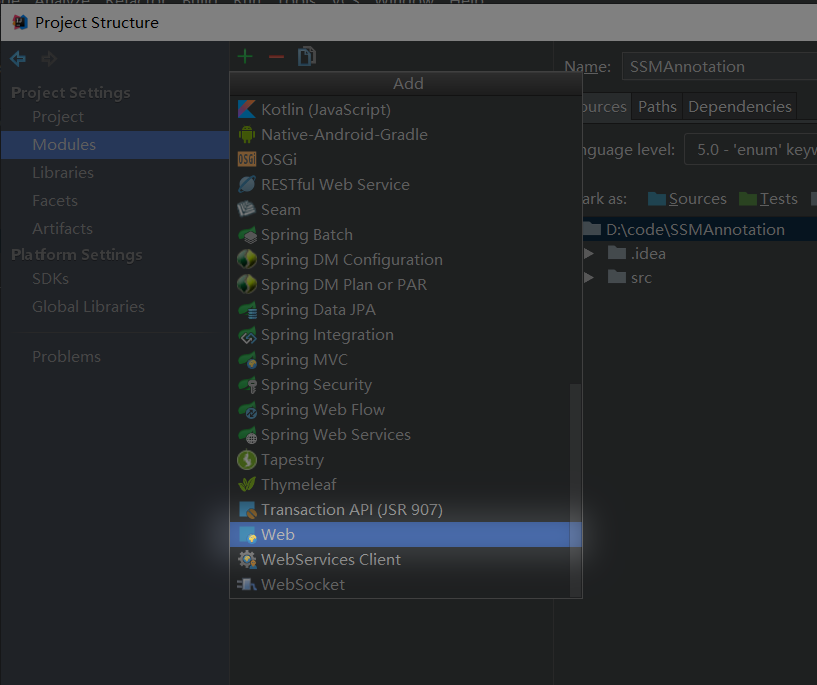 Project Structure
Project Settings
Project
Modules
Libraries
Facets
Artifacts
Platform Settings
SDKs
Global Libraries
Problems
Add
Kotlin (JavaScript)
Native-Android-Gradle
OSGi
RESTful Web Service
Seam
Spring Batch
Spring DM Configuration
Spring DM Plan or PAR
Spring Data JPA
Spring Integration
Spring MVC
Spring Security
Spring Web Flow
Spring Web Services
Tapestry
Thymeleaf
Transaction API (JSR 907)
Web
WebServices Client
WebSocket
Name: SSMAnnotation
ources Paths Dependencies
nguage level: 5.0 - 'enum' keyw
ark as: Sources Tests
D:\code\SSMAnnotation
.idea
src